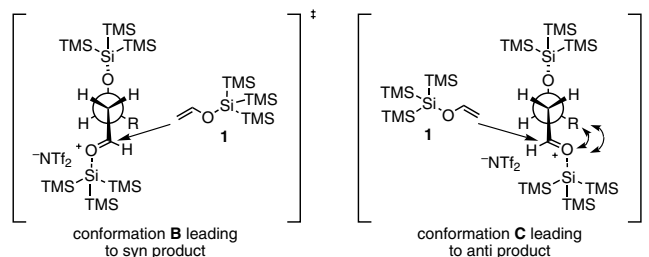 ‡
TMS
TMS TMS
Si
O
H H
H R
O H
+
⁻NTf2
Si
TMS TMS
TMS
TMS
Si TMS
O TMS
1
conformation B leading
to syn product
TMS
TMS TMS
Si
O
H H
H R
H O
+
⁻NTf2
Si
TMS TMS
TMS
TMS
TMS Si
TMS O
1
conformation C leading
to anti product